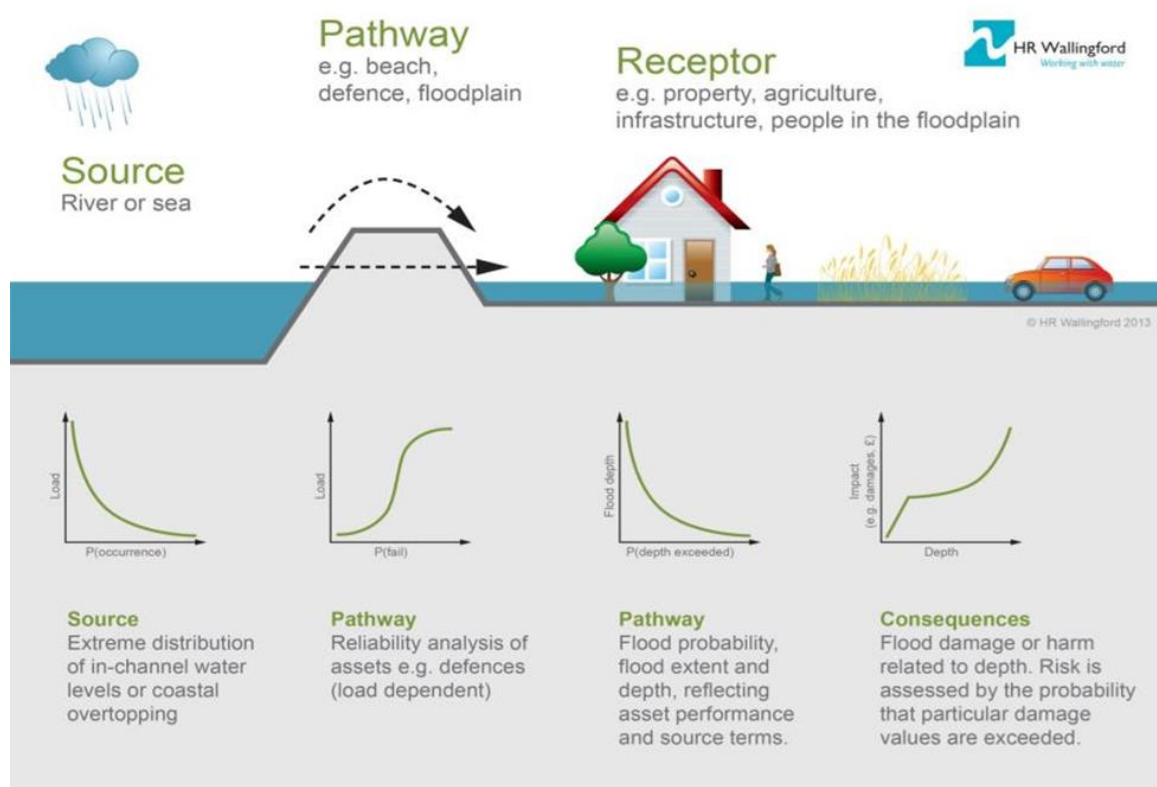 Pathway
e.g. beach,
defence, floodplain
Receptor
e.g. property, agriculture,
infrastructure, people in the floodplain
HR Wallingford
Working with water
Source
River or sea
© HR Wallingford 2013
Load
P(occurrence)
Load
P(fail)
Flood depth
P(depth exceeded)
Impact
(e.g. damages, £)
Depth
Source
Extreme distribution
of in-channel water
levels or coastal
overtopping
Pathway
Reliability analysis of
assets e.g. defences
(load dependent)
Pathway
Flood probability,
flood extent and
depth, reflecting
asset performance
and source terms.
Consequences
Flood damage or harm
related to depth. Risk is
assessed by the probability
that particular damage
values are exceeded.